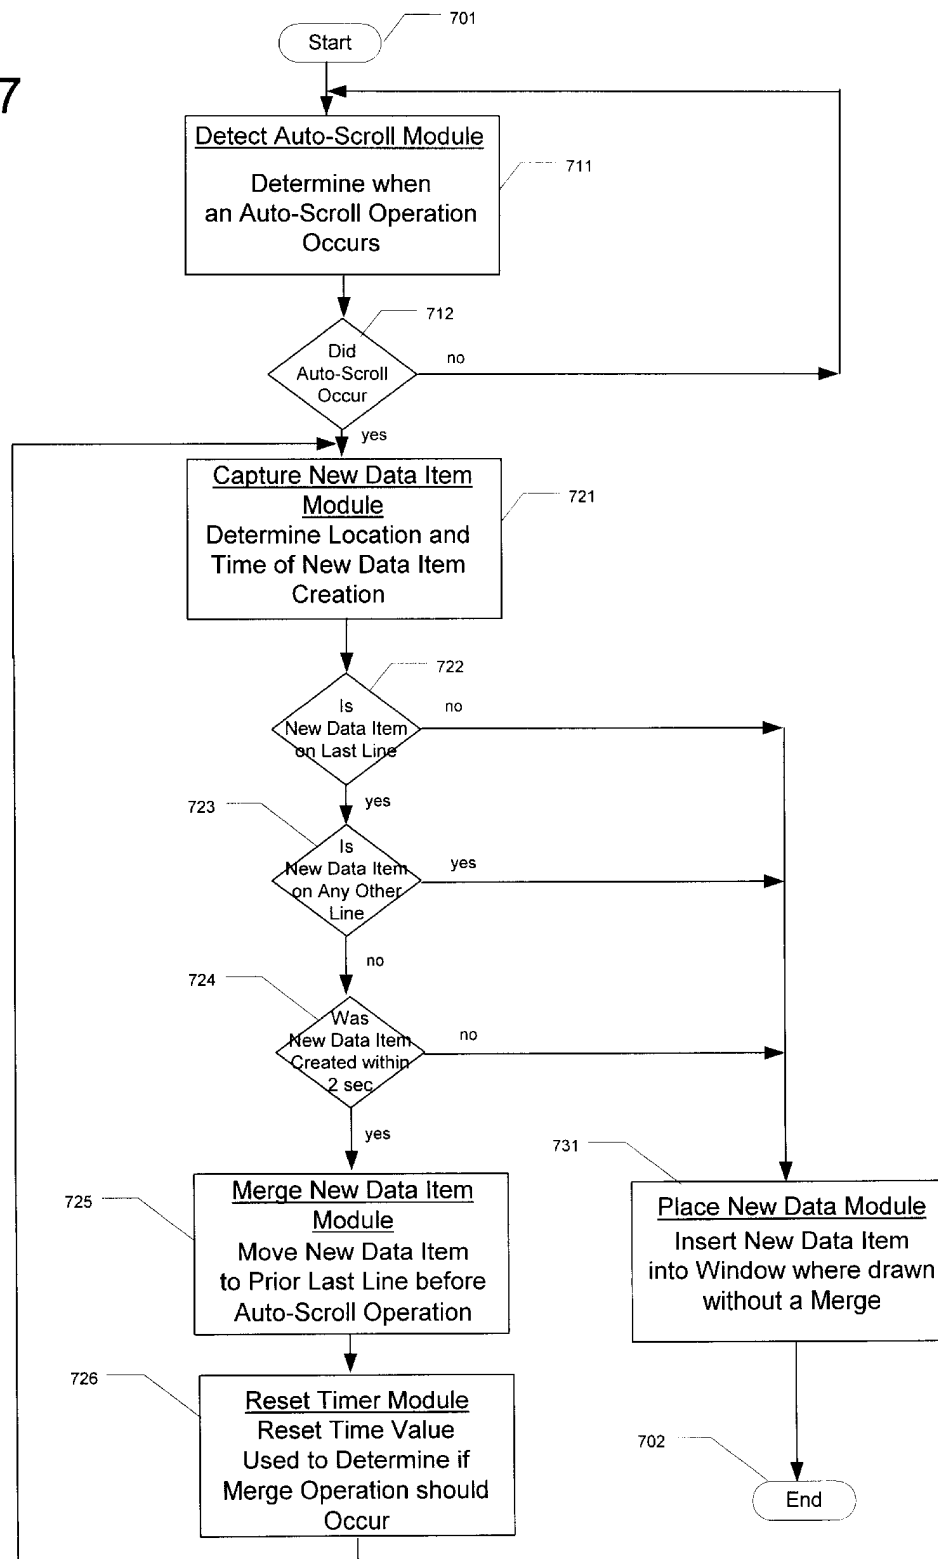 701
Start
7
Detect Auto-Scroll Module
711
Determine when
an Auto-Scroll Operation
Occurs
712
Did
Auto-Scroll
Occur
no
yes
Capture New Data Item
Module
721
Determine Location and
Time of New Data Item
Creation
722
Is
New Data Item
on Last Line
no
yes
723
Is
New Data Item
on Any Other
Line
yes
no
724
Was
New Data Item
Created within
2 sec
no
yes
725
Merge New Data Item
Module
Move New Data Item
to Prior Last Line before
Auto-Scroll Operation
731
Place New Data Module
Insert New Data Item
into Window where drawn
without a Merge
726
Reset Timer Module
Reset Time Value
Used to Determine if
Merge Operation should
Occur
702
End